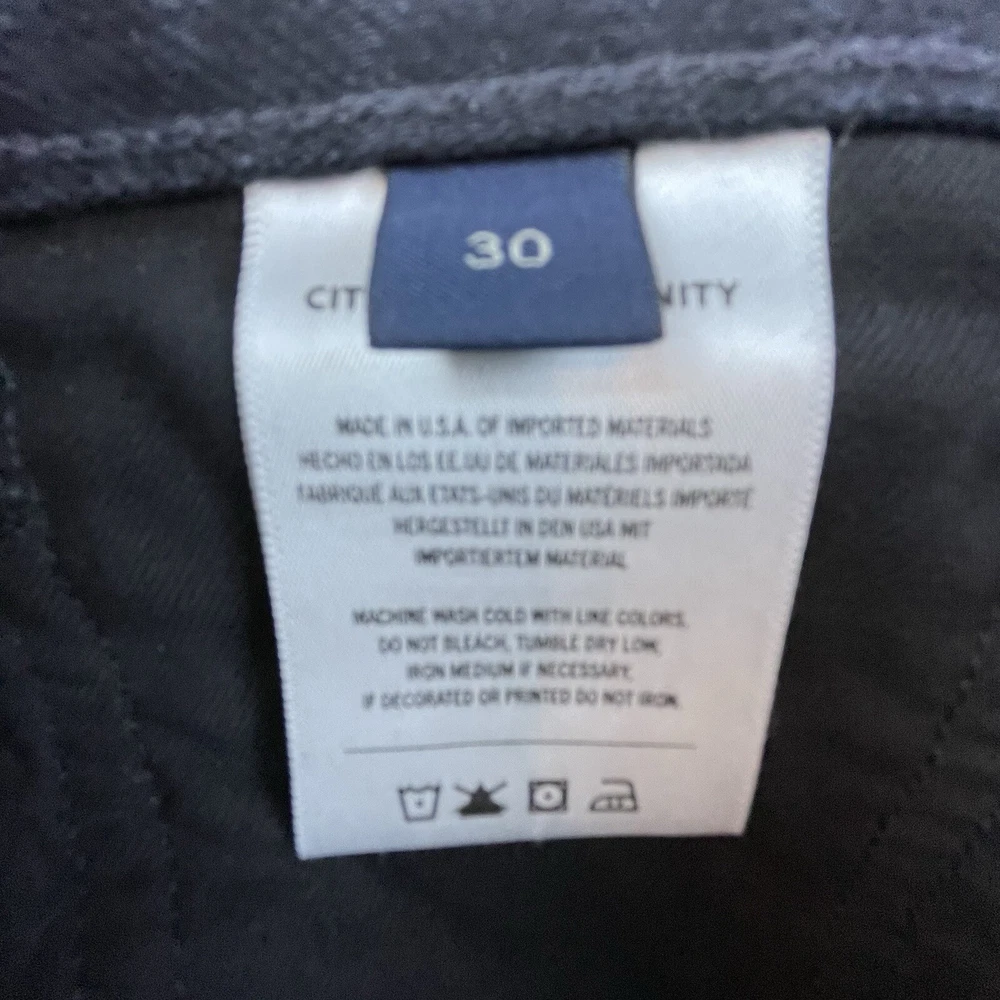 30
CIT NITY
MADE IN U.S.A. OF IMPORTED MATERIALS
HECHO EN LOS EE.UU DE MATERIALES IMPORTADA
FABRIQUÉ AUX ETATS-UNIS DU MATÉRIELS IMPORTÉ
HERGESTELLT IN DEN USA MIT
IMPORTIERTEM MATERIAL
MACHINE WASH COLD WITH LIKE COLORS,
DO NOT BLEACH, TUMBLE DRY LOW,
IRON MEDIUM IF NECESSARY,
IF DECORATED OR PRINTED DO NOT IRON.